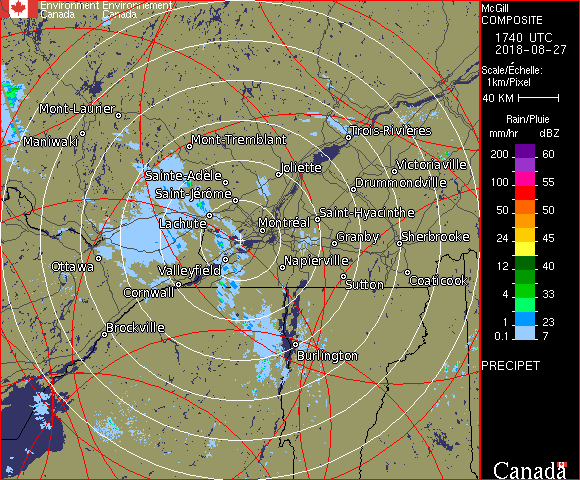 Environment Environnement
Canada Canada
Mont-Laurier
Trois-Rivières
Maniwaki
Mont-Tremblant
Joliette
Victoriaville
Sainte-Adèle
Drummondville
Saint-Jérôme
Saint-Hyacinthe
Lachute
Montréal
Granby
Sherbrooke
Ottawa
Valleyfield
Napierville
Cornwall
Sutton
Coaticook
Brockville
Burlington
McGill
COMPOSITE
1740 UTC
2018-08-27
Scale/Échelle:
1km/Pixel
40 KM
Rain/Pluie
mm/hr dBZ
200 60
100 55
50 50
24 45
12 40
4 33
1 23
0.1 7
PRECIPET
Canada